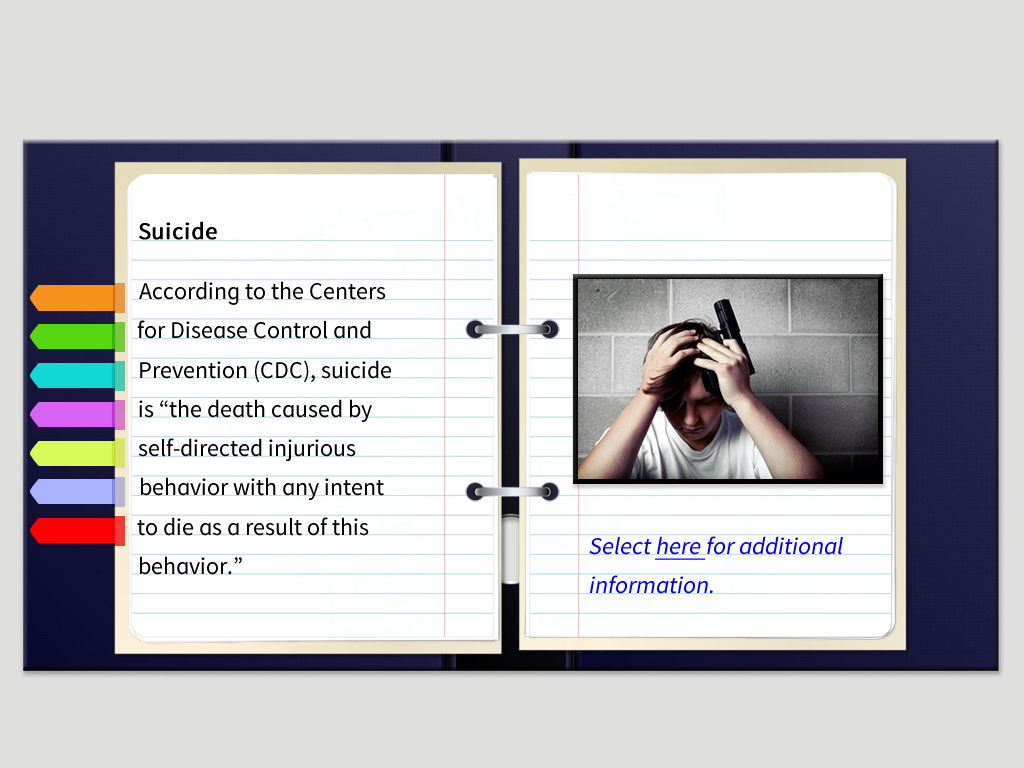 Suicide
According to the Centers
for Disease Control and
Prevention (CDC), suicide
is “the death caused by
self-directed injurious
behavior with any intent
to die as a result of this
behavior.”
Select here for additional
information.